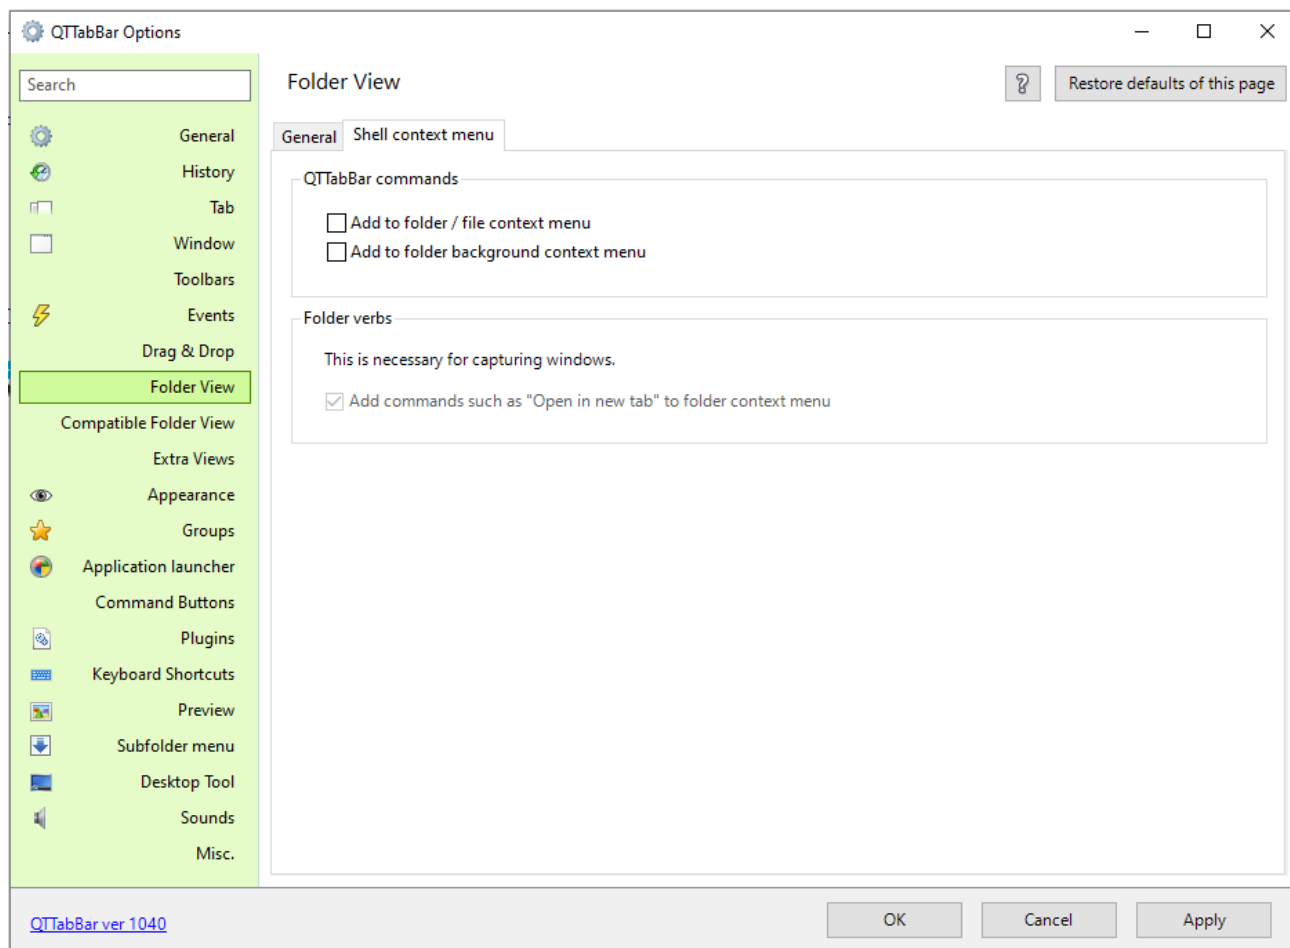 QTTabBar Options
Search
General
History
Tab
Window
Toolbars
Events
Drag & Drop
Folder View
Compatible Folder View
Extra Views
Appearance
Groups
Application launcher
Command Buttons
Plugins
Keyboard Shortcuts
Preview
Subfolder menu
Desktop Tool
Sounds
Misc.
Folder View
?
Restore defaults of this page
General
Shell context menu
QTTabBar commands
Add to folder / file context menu
Add to folder background context menu
Folder verbs
This is necessary for capturing windows.
Add commands such as "Open in new tab" to folder context menu
QTTabBar ver 1040
OK
Cancel
Apply